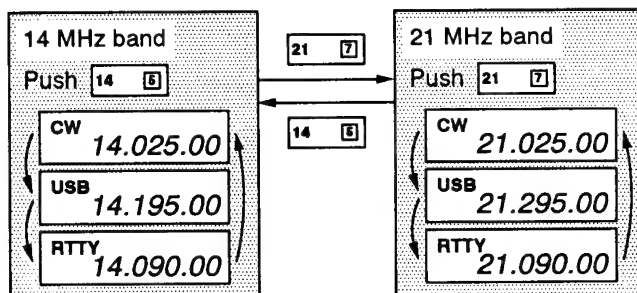 14 MHz band
Push 14 5
CW
14.025.00
USB
14.195.00
RTTY
14.090.00
21 7
14 5
21 MHz band
Push 21 7
CW
21.025.00
USB
21.295.00
RTTY
21.090.00